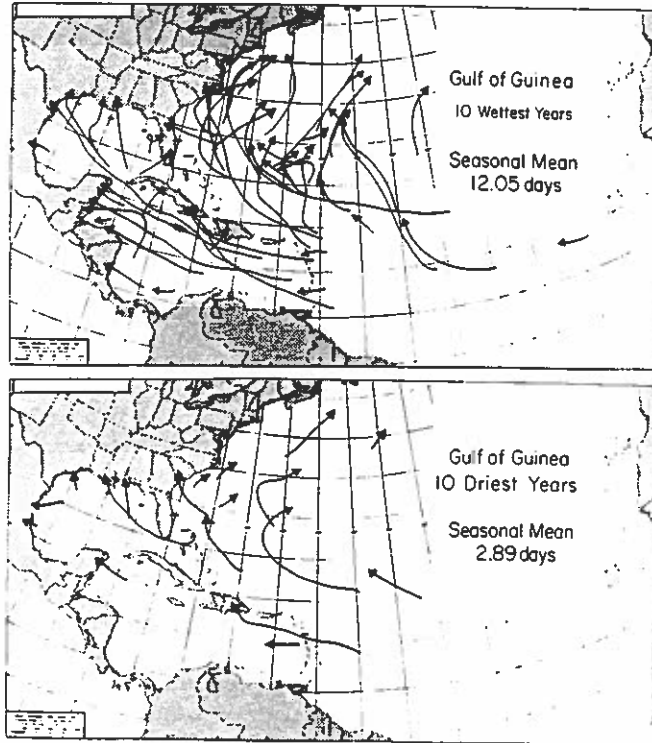 Gulf of Guinea
10 Wettest Years
Seasonal Mean
12.05 days
Gulf of Guinea
10 Driest Years
Seasonal Mean
2.89 days